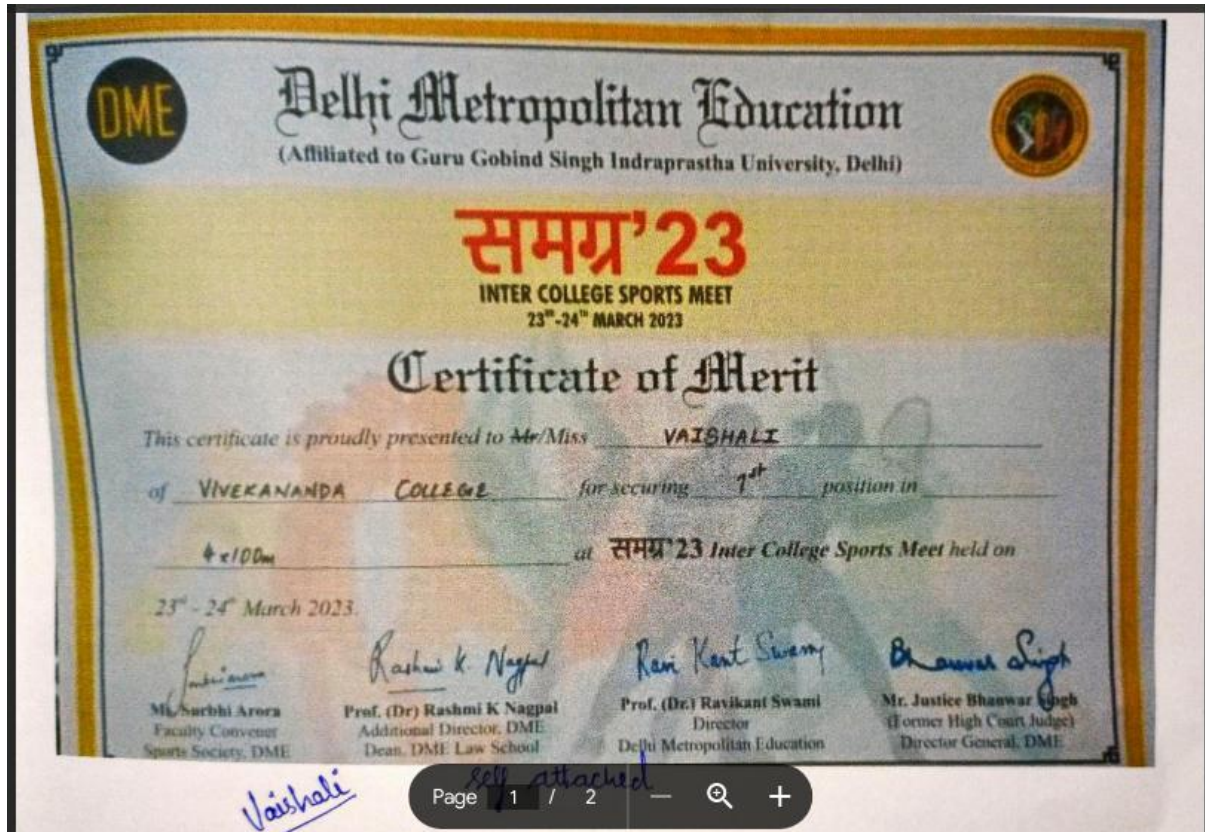 DME
Delhi Metropolitan Education
(Affiliated to Guru Gobind Singh Indraprastha University, Delhi)
समग्र'23
INTER COLLEGE SPORTS MEET
23rd-24th MARCH 2023
Certificate of Merit
This certificate is proudly presented to Mr/Miss VAISHALI
of VIVEKANANDA COLLEGE for securing 1st position in
4x100m at समग्र'23 Inter College Sports Meet held on
23rd - 24th March 2023.
Rashmi K. Nagpal Ravi Kant Swamy Bhanwar Singh
Ms. Surbhi Arora Prof. (Dr) Rashmi K Nagpal Prof. (Dr.) Ravikant Swami Mr. Justice Bhanwar Singh
Faculty Convener Additional Director, DME Director (Former High Court Judge)
Sports Society, DME Dean, DME Law School Delhi Metropolitan Education Director General, DME
Vaishali self attached
Page 1 / 2